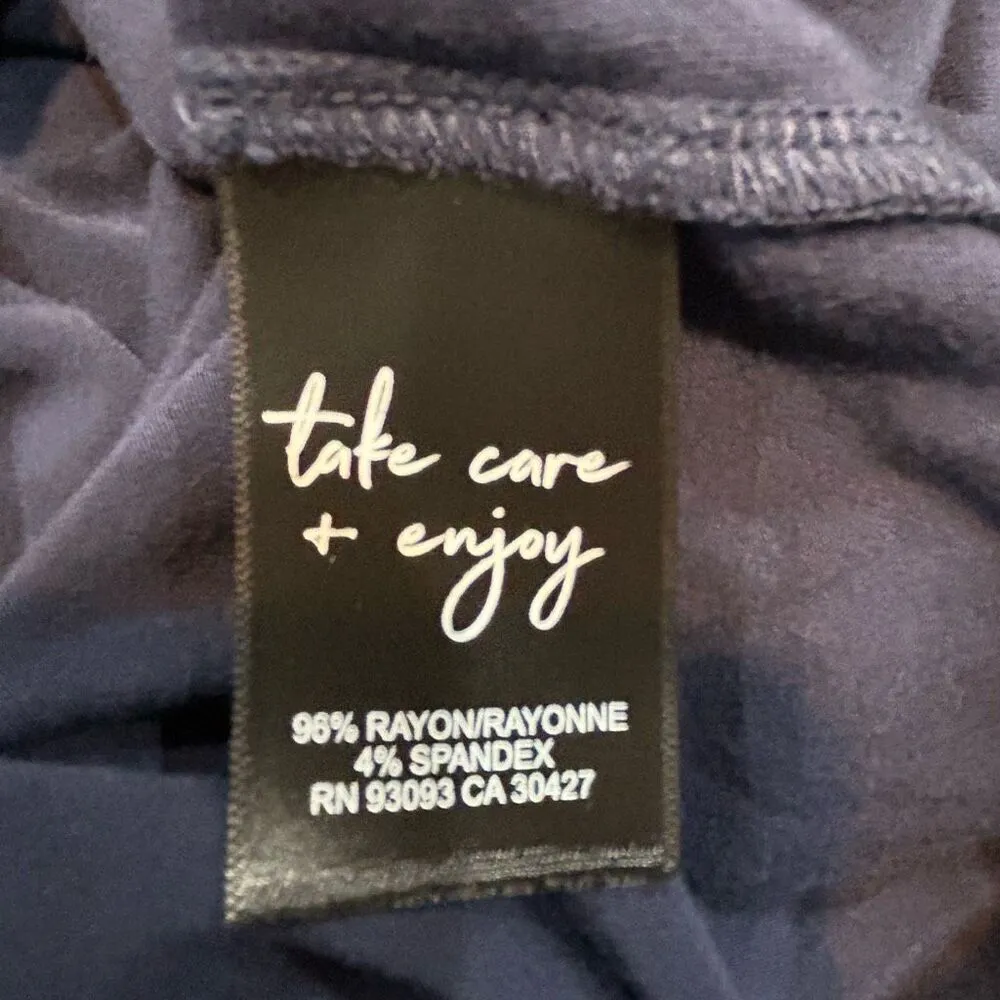 take care
+ enjoy
96% RAYON/RAYONNE
4% SPANDEX
RN 93093 CA 30427